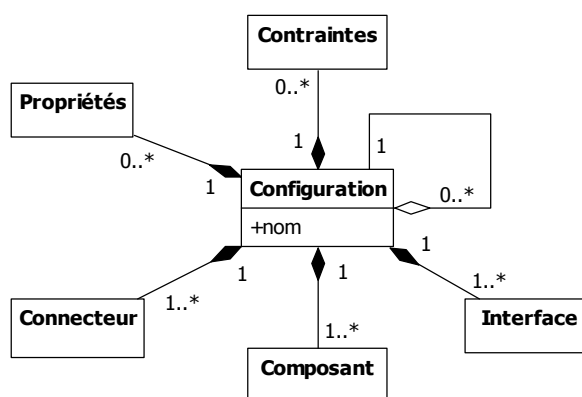 Contraintes
0..*
Propriétés
0..*
1
1
1
Configuration
0..*
+nom
1
1
1
1..*
1..*
1..*
Connecteur
Interface
Composant